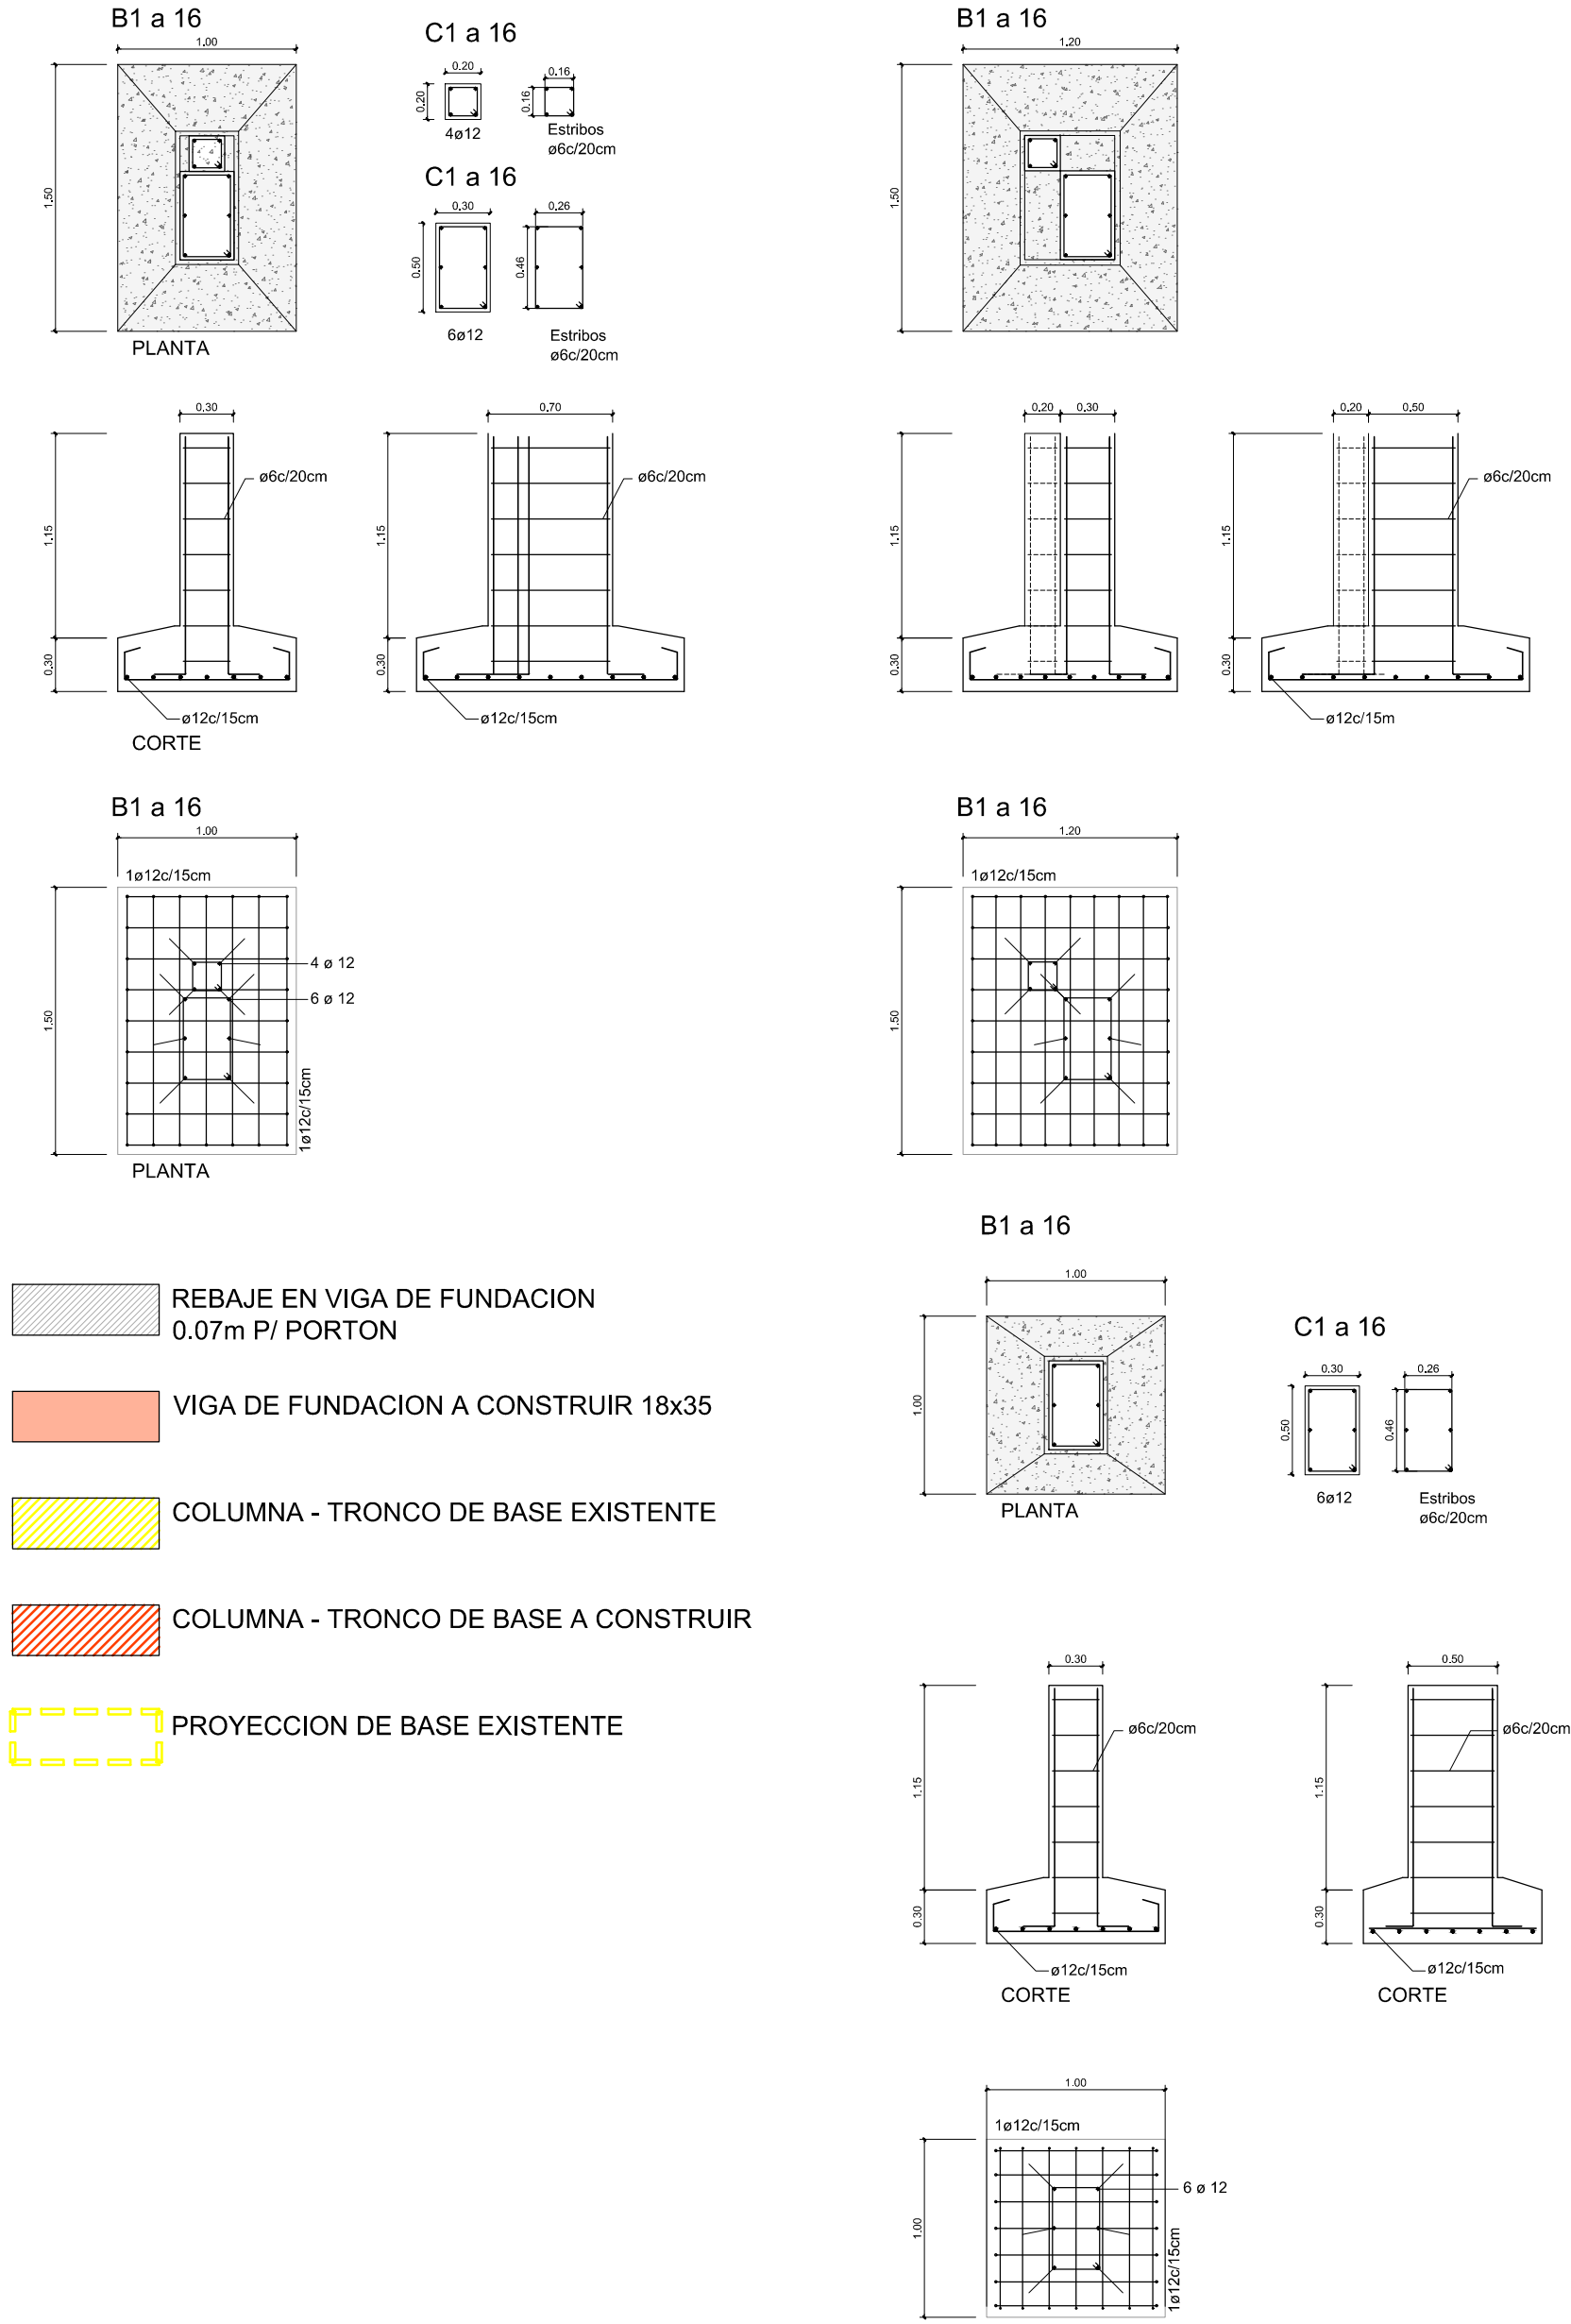 B1 a 16
1.00
1.50
PLANTA
C1 a 16
0.20
0.20
4ø12
0.16
0.16
Estribos
ø6c/20cm
C1 a 16
0.30
0.50
6ø12
0.26
0.46
Estribos
ø6c/20cm
B1 a 16
1.20
1.50
0.30
1.15
0.30
ø6c/20cm
ø12c/15cm
CORTE
0.70
1.15
0.30
ø6c/20cm
ø12c/15cm
0.20
0.30
1.15
0.30
0.20
0.50
1.15
0.30
ø6c/20cm
ø12c/15m
B1 a 16
1.00
1ø12c/15cm
1.50
4 ø 12
6 ø 12
1ø12c/15cm
PLANTA
B1 a 16
1.20
1ø12c/15cm
1.50
REBAJE EN VIGA DE FUNDACION
0.07m P/ PORTON
VIGA DE FUNDACION A CONSTRUIR 18x35
COLUMNA - TRONCO DE BASE EXISTENTE
COLUMNA - TRONCO DE BASE A CONSTRUIR
PROYECCION DE BASE EXISTENTE
B1 a 16
1.00
1.00
PLANTA
C1 a 16
0.30
0.50
6ø12
0.26
0.46
Estribos
ø6c/20cm
0.30
1.15
0.30
ø6c/20cm
ø12c/15cm
CORTE
0.50
1.15
0.30
ø6c/20cm
ø12c/15cm
CORTE
1.00
1ø12c/15cm
1.00
6 ø 12
1ø12c/15cm